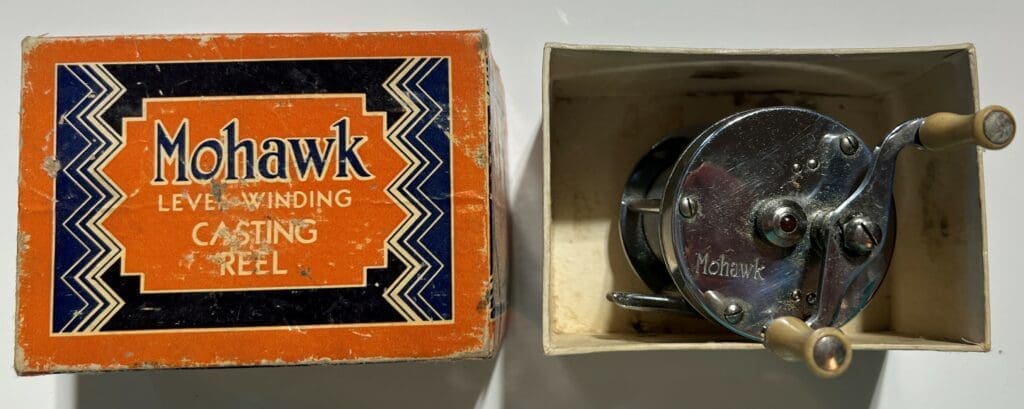 Mohawk
LEVEL-WINDING
CASTING
REEL
Mohawk